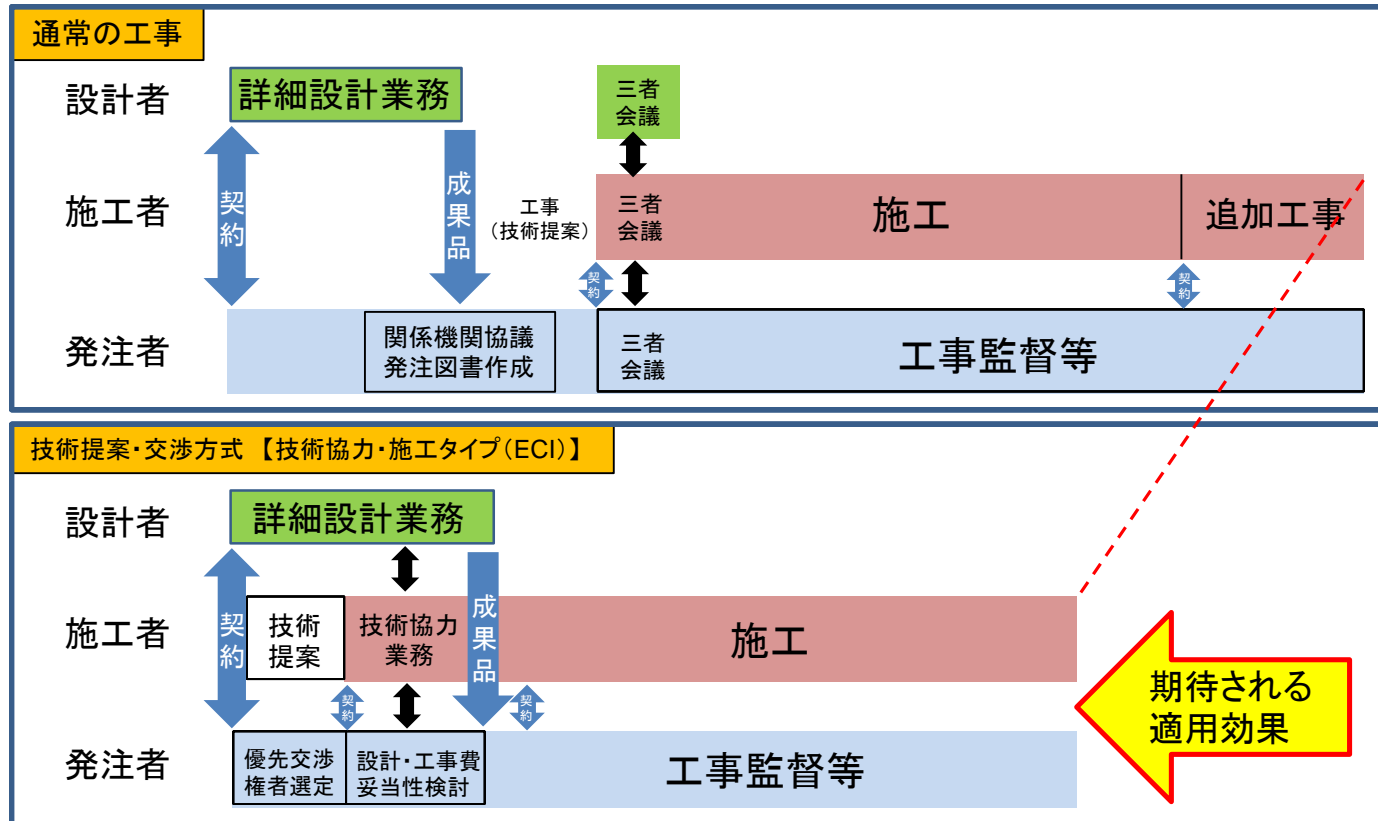 通常の工事
設計者
詳細設計業務
三者
会議
施工者
契約
成果品
工事
（技術提案）
三者
会議
施工
追加工事
契約
契約
発注者
関係機関協議
発注図書作成
三者
会議
工事監督等
技術提案・交渉方式 【技術協力・施工タイプ（ECI）】
設計者
詳細設計業務
施工者
契約
技術
提案
技術協力
業務
成果品
施工
契約
契約
期待される
適用効果
発注者
優先交渉
権者選定
設計・工事費
妥当性検討
工事監督等